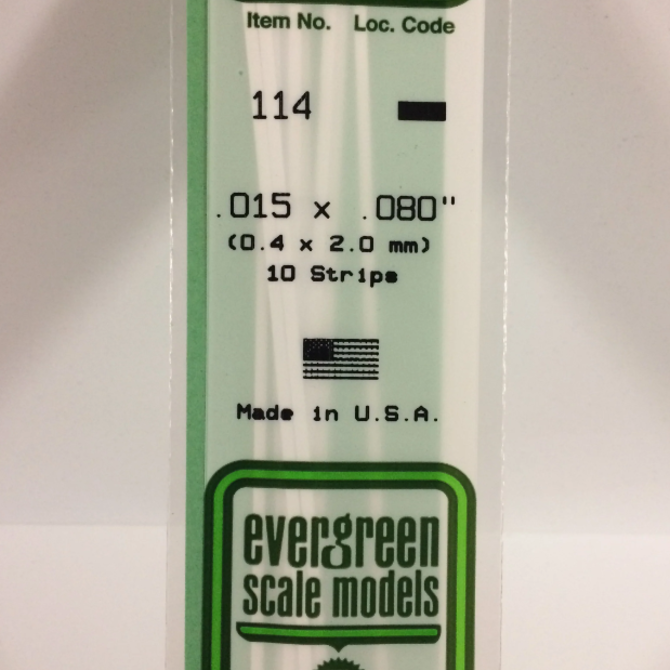 Item No. Loc. Code
114
.015 x .080"
(0.4 x 2.0 mm)
10 Strips
Made in U.S.A.
evergreen
scale models